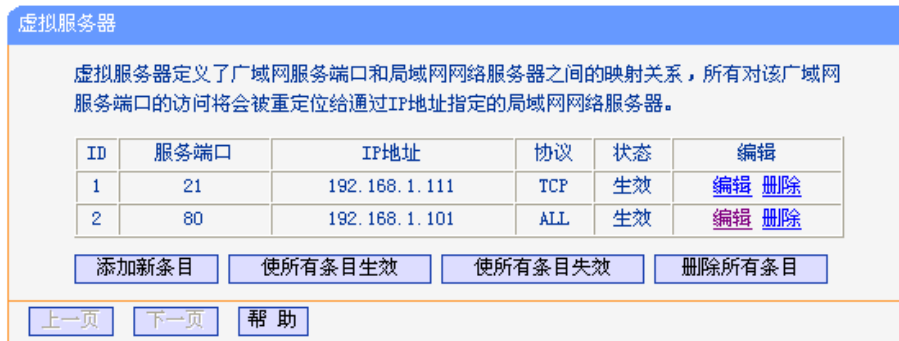 虚拟服务器
虚拟服务器定义了广域网服务端口和局域网网络服务器之间的映射关系，所有对该广域网
服务端口的访问将会被重定位给通过IP地址指定的局域网网络服务器。
ID 服务端口 IP地址 协议 状态 编辑
1 21 192.168.1.111 TCP 生效 编辑 删除
2 80 192.168.1.101 ALL 生效 编辑 删除
添加新条目 使所有条目生效 使所有条目失效 删除所有条目
上一页 下一页 帮 助